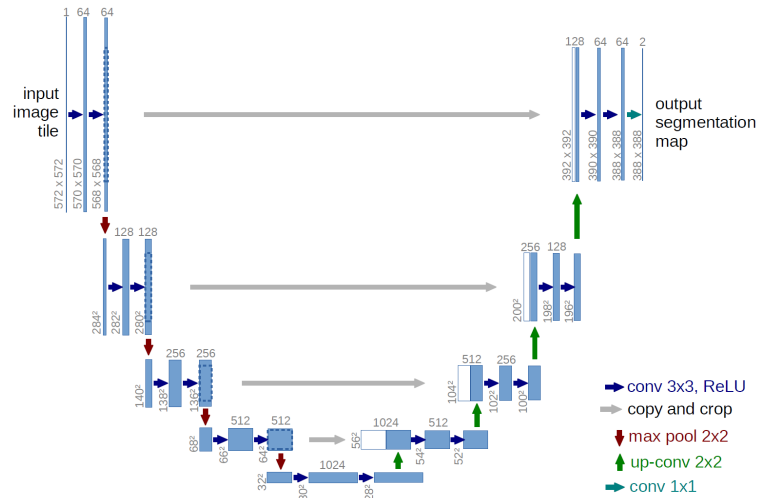 1 64 64
128 64 64 2
input
image
tile
output
segmentation
map
572 x 572
570 x 570
568 x 568
392 x 392
390 x 390
388 x 388
388 x 388
128 128
256 128
284²
282²
280²
200²
198²
196²
256 256
512 256
140²
138²
136²
104²
102²
100²
512 512
1024 512
68²
66²
64²
56²
54²
52²
1024
32²
30²
28²
conv 3x3, ReLU
copy and crop
max pool 2x2
up-conv 2x2
conv 1x1